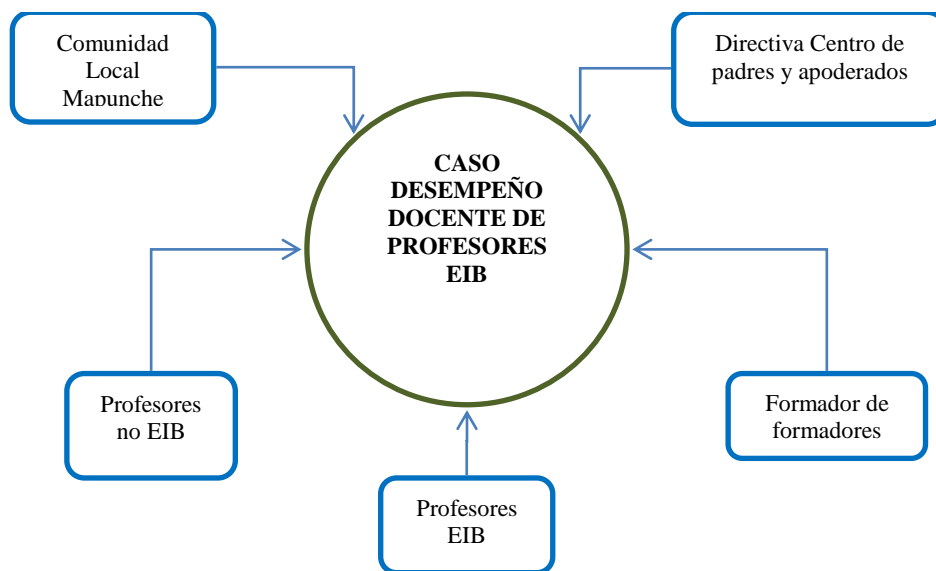 Comunidad
Local
Mapunche
Directiva Centro de
padres y apoderados
CASO
DESEMPEÑO
DOCENTE DE
PROFESORES
EIB
Profesores
no EIB
Formador de
formadores
Profesores
EIB